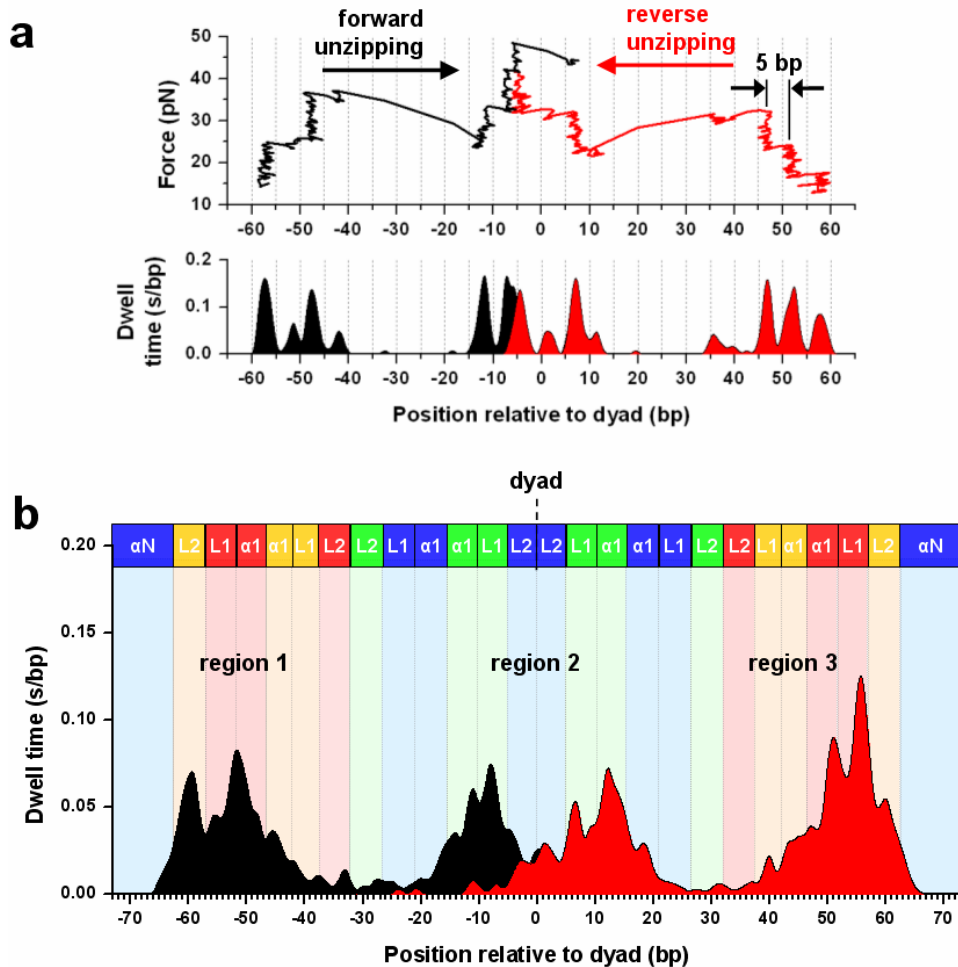 a
forward
unzipping
reverse
unzipping
5 bp
Force (pN)
50
40
30
20
10
-60 -50 -40 -30 -20 -10 0 10 20 30 40 50 60
Dwell
time (s/bp)
0.2
0.1
0.0
-60 -50 -40 -30 -20 -10 0 10 20 30 40 50 60
Position relative to dyad (bp)
b
dyad
αN L2 L1 α1 α1 L1 L2 L2 L1 α1 α1 L1 L2 L2 L1 α1 α1 L1 L2 L2 L1 α1 α1 L1 L2 αN
region 1 region 2 region 3
Dwell time (s/bp)
0.20
0.15
0.10
0.05
0.00
-70 -60 -50 -40 -30 -20 -10 0 10 20 30 40 50 60 70
Position relative to dyad (bp)